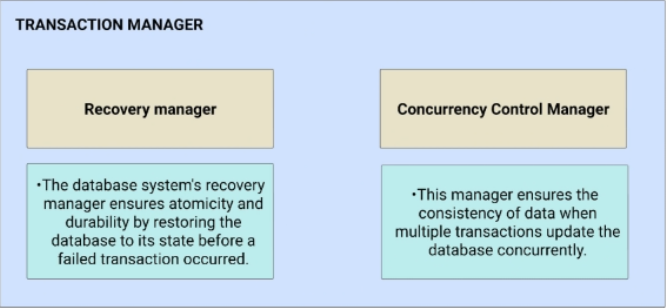 TRANSACTION MANAGER
Recovery manager
•The database system's recovery
manager ensures atomicity and
durability by restoring the
database to its state before a
failed transaction occurred.
Concurrency Control Manager
•This manager ensures the
consistency of data when
multiple transactions update the
database concurrently.